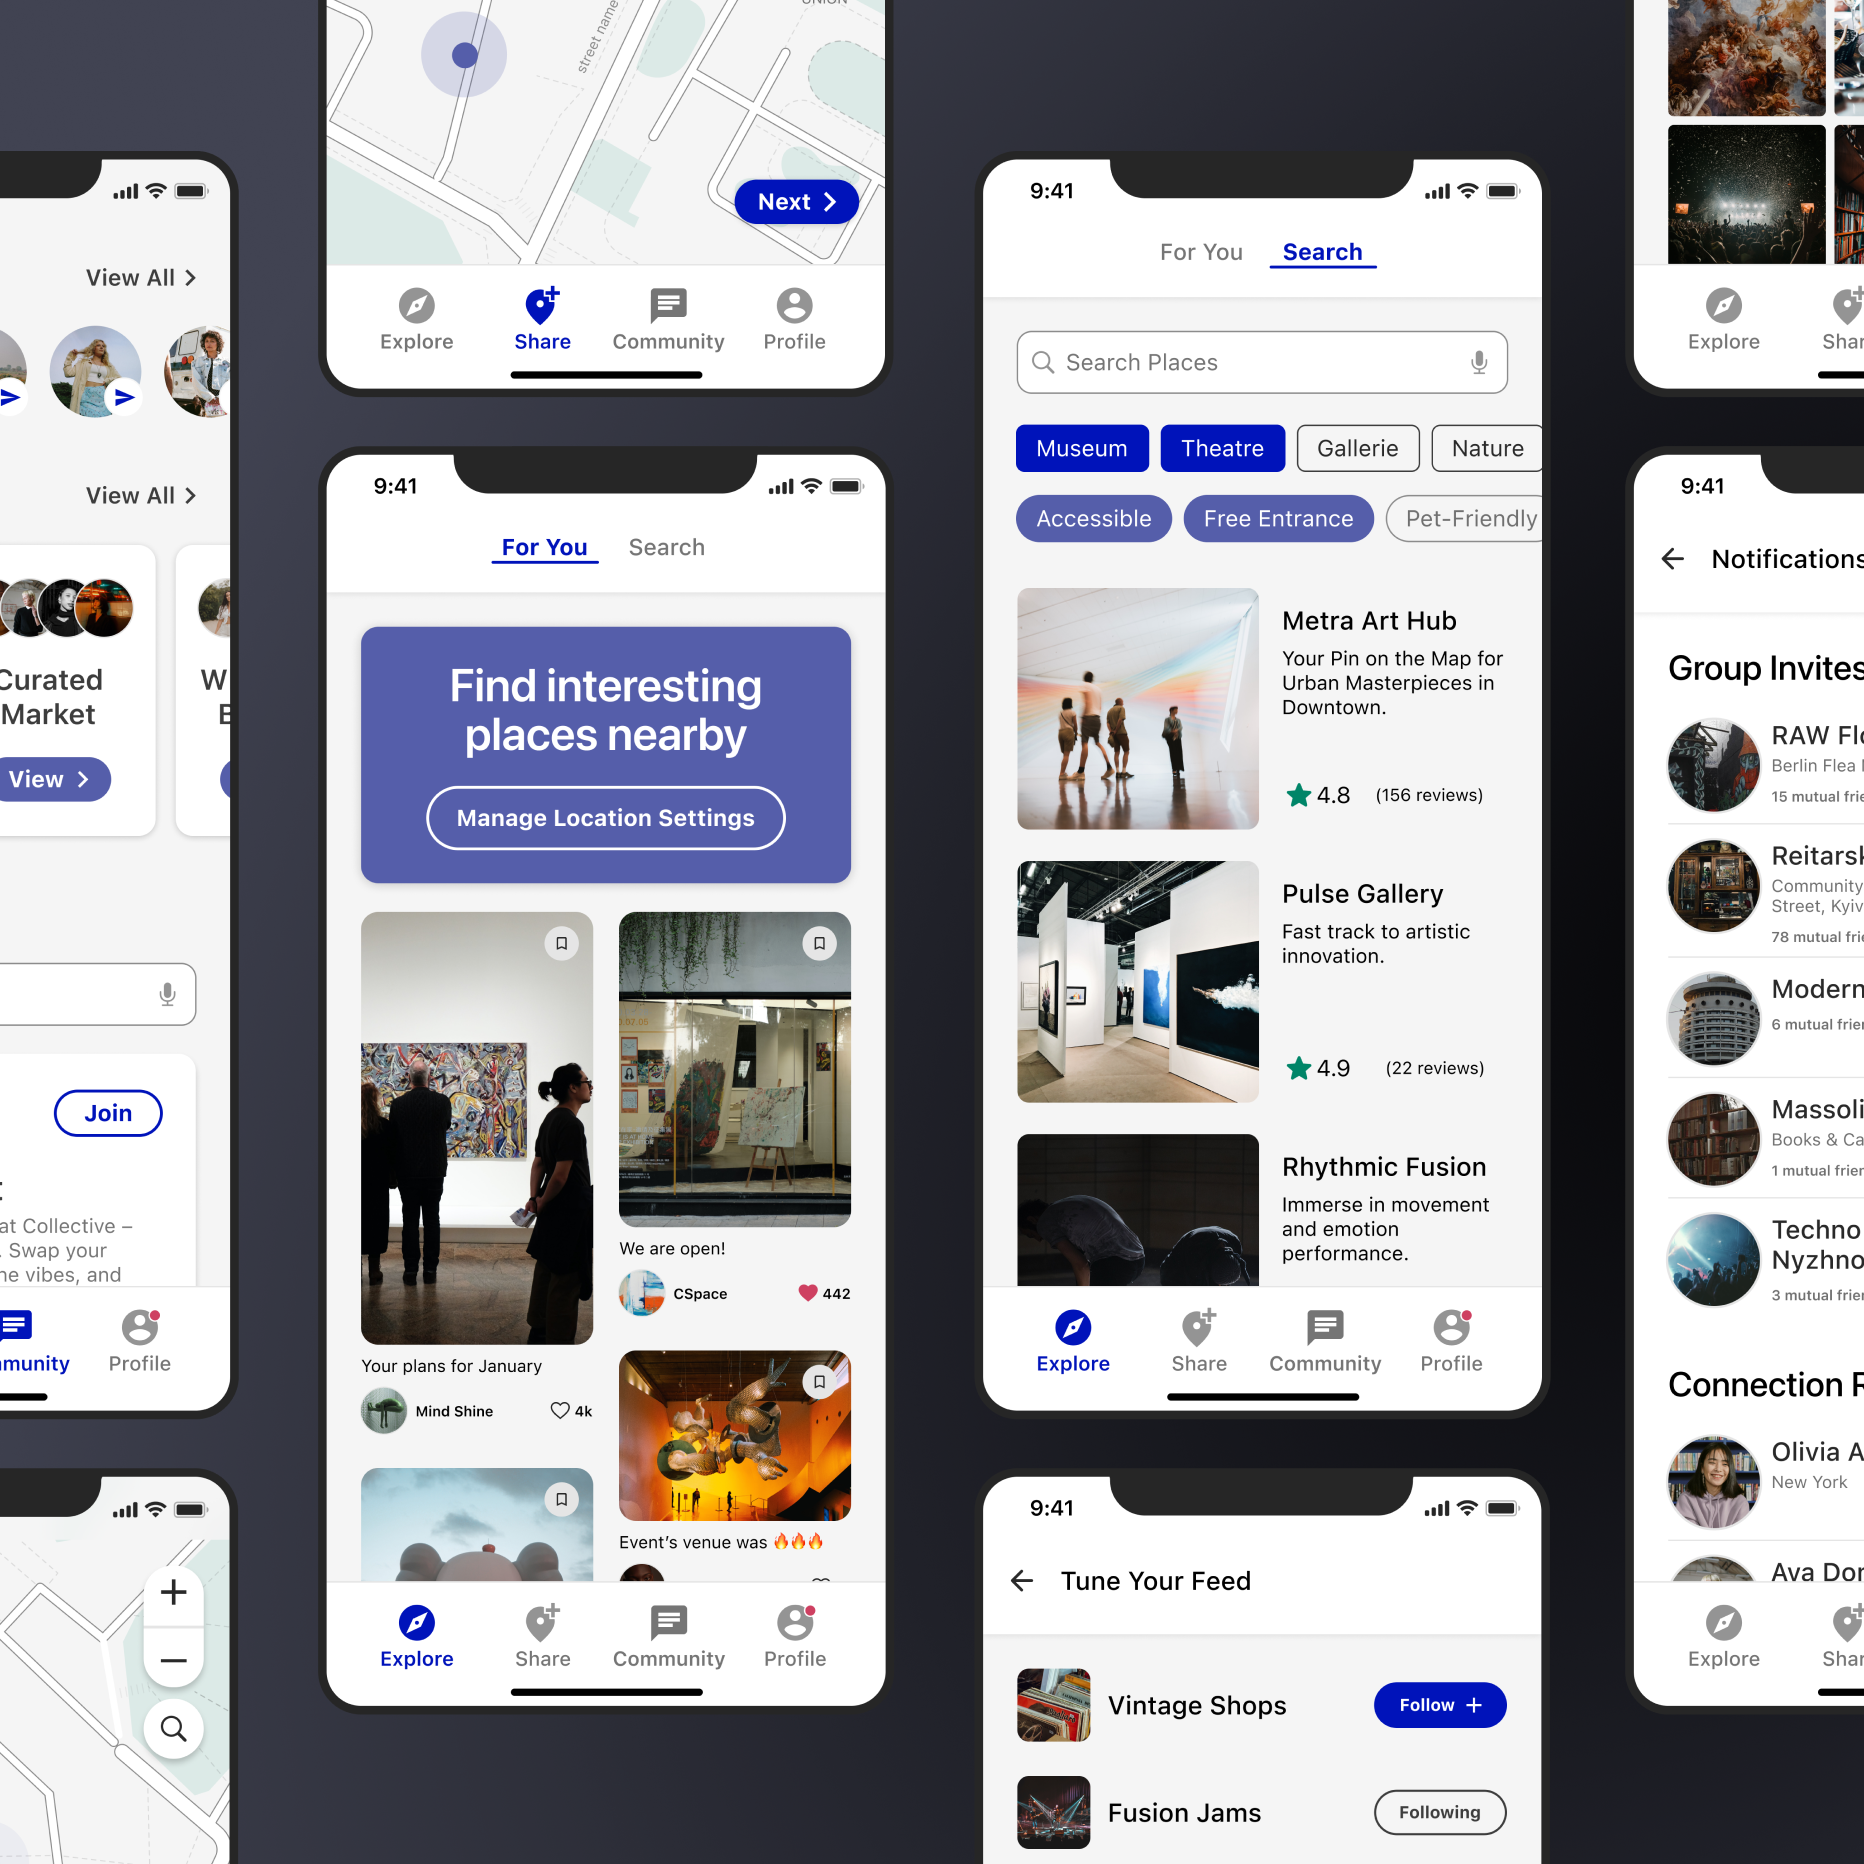 View All
View All
Curated
Market
View
W
E
Join
at Collective –
. Swap your
ne vibes, and
munity
Profile
street name
UNION
Next
Explore
Share
Community
Profile
9:41
For You
Search
Find interesting
places nearby
Manage Location Settings
We are open!
CSpace
442
Your plans for January
Mind Shine
4k
Event's venue was 🔥🔥🔥
Explore
Share
Community
Profile
9:41
For You
Search
Search Places
Museum
Theatre
Gallerie
Nature
Accessible
Free Entrance
Pet-Friendly
Metra Art Hub
Your Pin on the Map for
Urban Masterpieces in
Downtown.
4.8
(156 reviews)
Pulse Gallery
Fast track to artistic
innovation.
4.9
(22 reviews)
Rhythmic Fusion
Immerse in movement
and emotion
performance.
Explore
Share
Community
Profile
9:41
Tune Your Feed
Vintage Shops
Follow
Fusion Jams
Following
Explore
Shar
9:41
Notifications
Group Invites
RAW Flo
Berlin Flea
15 mutual frie
Reitarsk
Community
Street, Kyiv
78 mutual frie
Modern
6 mutual frie
Massoli
Books & Ca
1 mutual frien
Techno
Nyzhno
3 mutual frie
Connection R
Olivia A
New York
Ava Dor
Explore
Shar